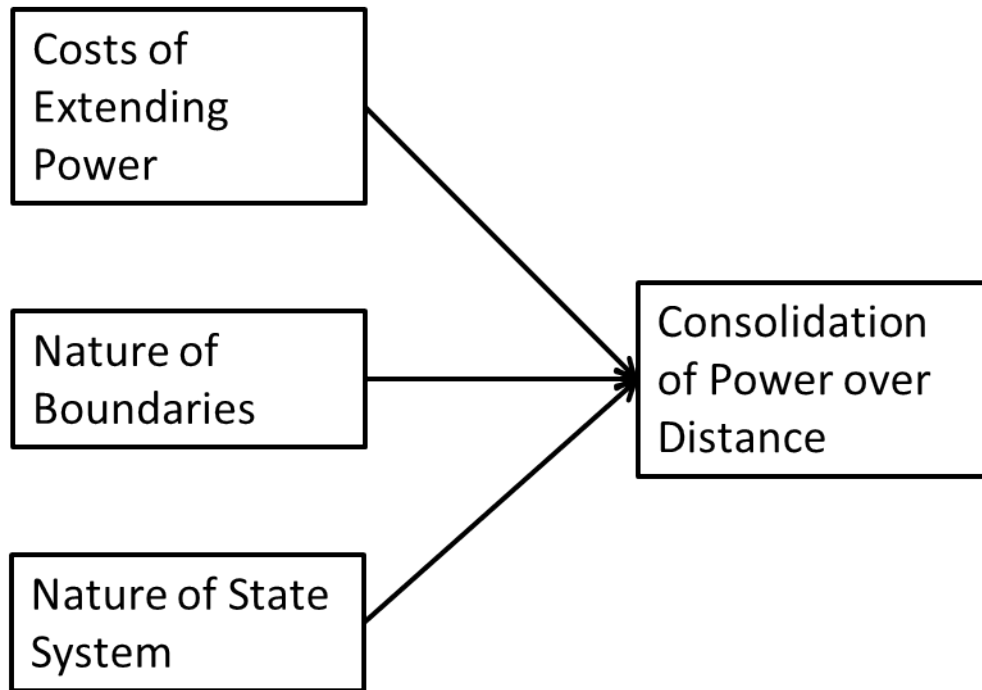 Costs of
Extending
Power
Nature of
Boundaries
Nature of State
System
Consolidation
of Power over
Distance